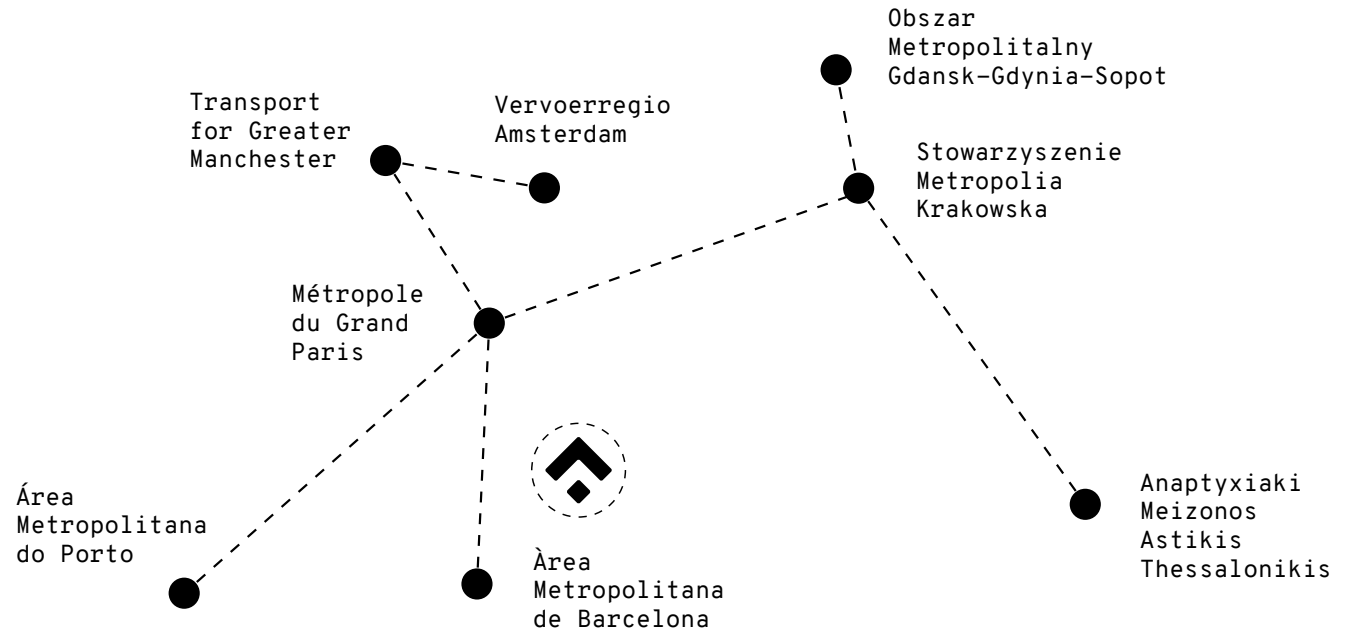 Obszar
Metropolitalny
Gdansk-Gdynia-Sopot
Transport
for Greater
Manchester
Vervoerregio
Amsterdam
Stowarzyszenie
Metropolia
Krakowska
Métropole
du Grand
Paris
Área
Metropolitana
do Porto
Àrea
Metropolitana
de Barcelona
Anaptyxiaki
Meizonos
Astikis
Thessalonikis